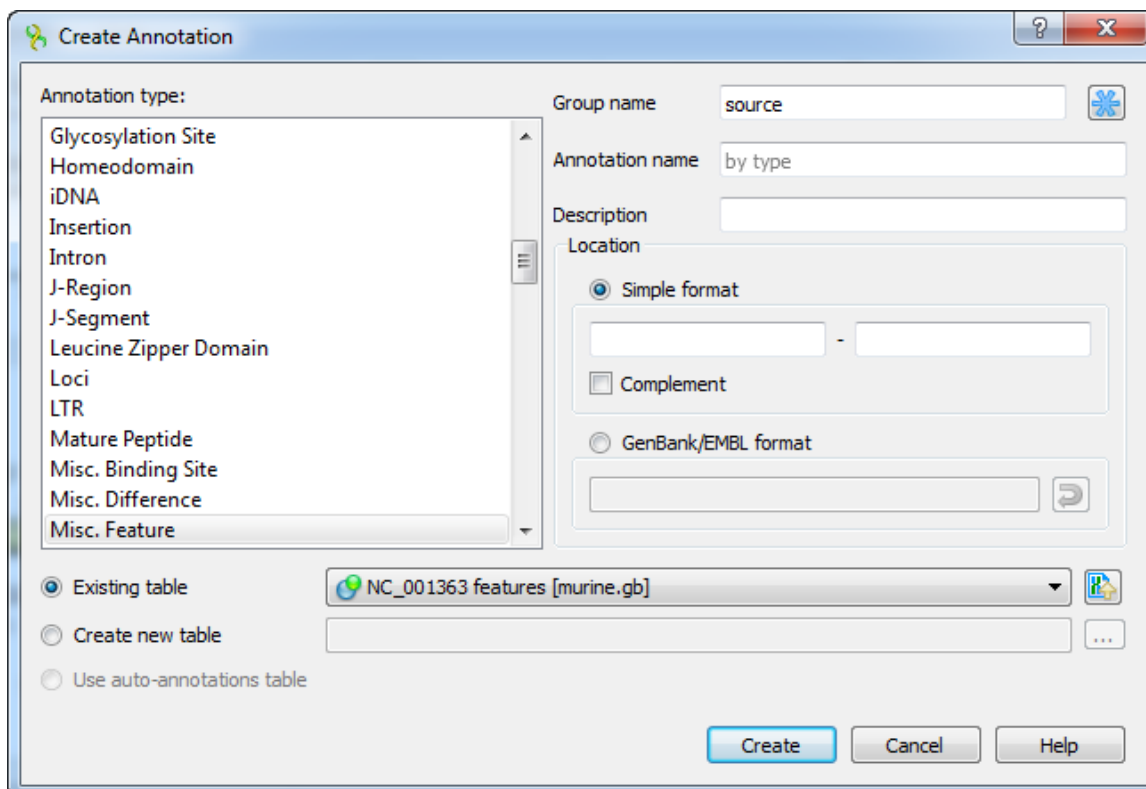 Create Annotation
Annotation type:
Glycosylation Site
Homeodomain
iDNA
Insertion
Intron
J-Region
J-Segment
Leucine Zipper Domain
Loci
LTR
Mature Peptide
Misc. Binding Site
Misc. Difference
Misc. Feature
Group name source
Annotation name by type
Description
Location
Simple format
-
Complement
GenBank/EMBL format
Existing table NC_001363 features [murine.gb]
Create new table ...
Use auto-annotations table
Create Cancel Help